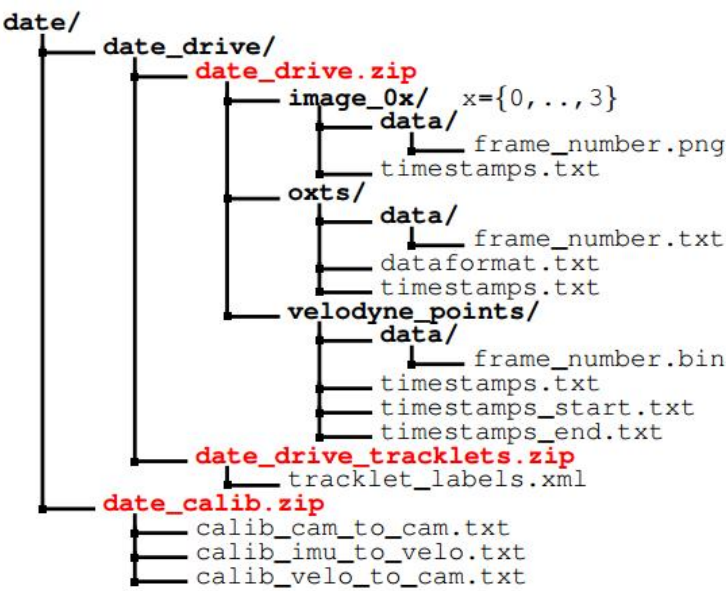 date/
date_drive/
date_drive.zip
image_0x/ x={0,..,3}
data/
frame_number.png
timestamps.txt
oxts/
data/
frame_number.txt
dataformat.txt
timestamps.txt
velodyne_points/
data/
frame_number.bin
timestamps.txt
timestamps_start.txt
timestamps_end.txt
date_drive_tracklets.zip
tracklet_labels.xml
date_calib.zip
calib_cam_to_cam.txt
calib_imu_to_velo.txt
calib_velo_to_cam.txt